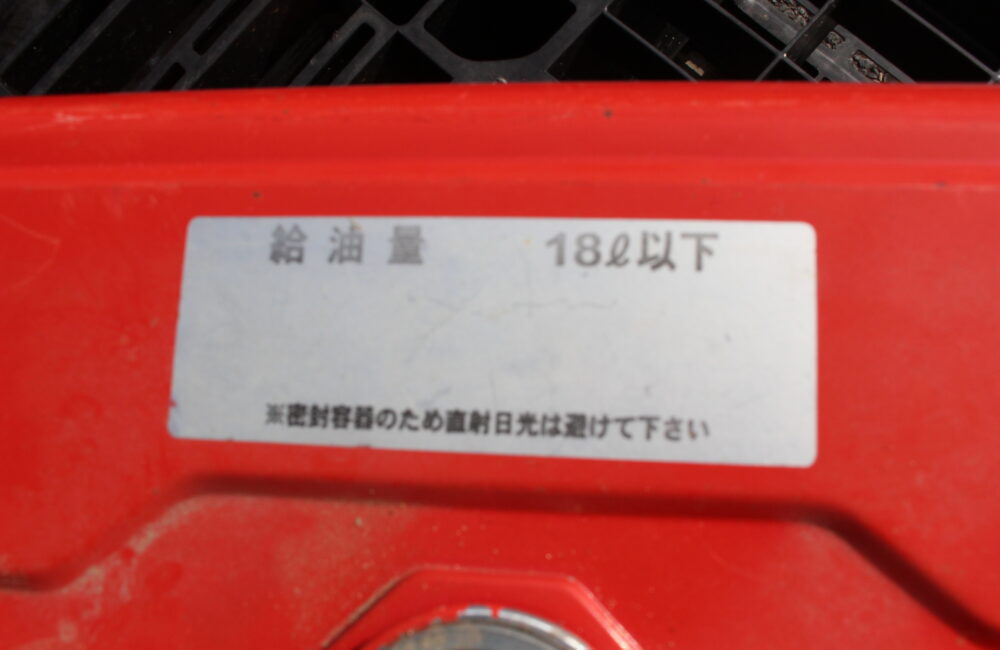 給油量 18ℓ以下
※密封容器のため直射日光は避けて下さい